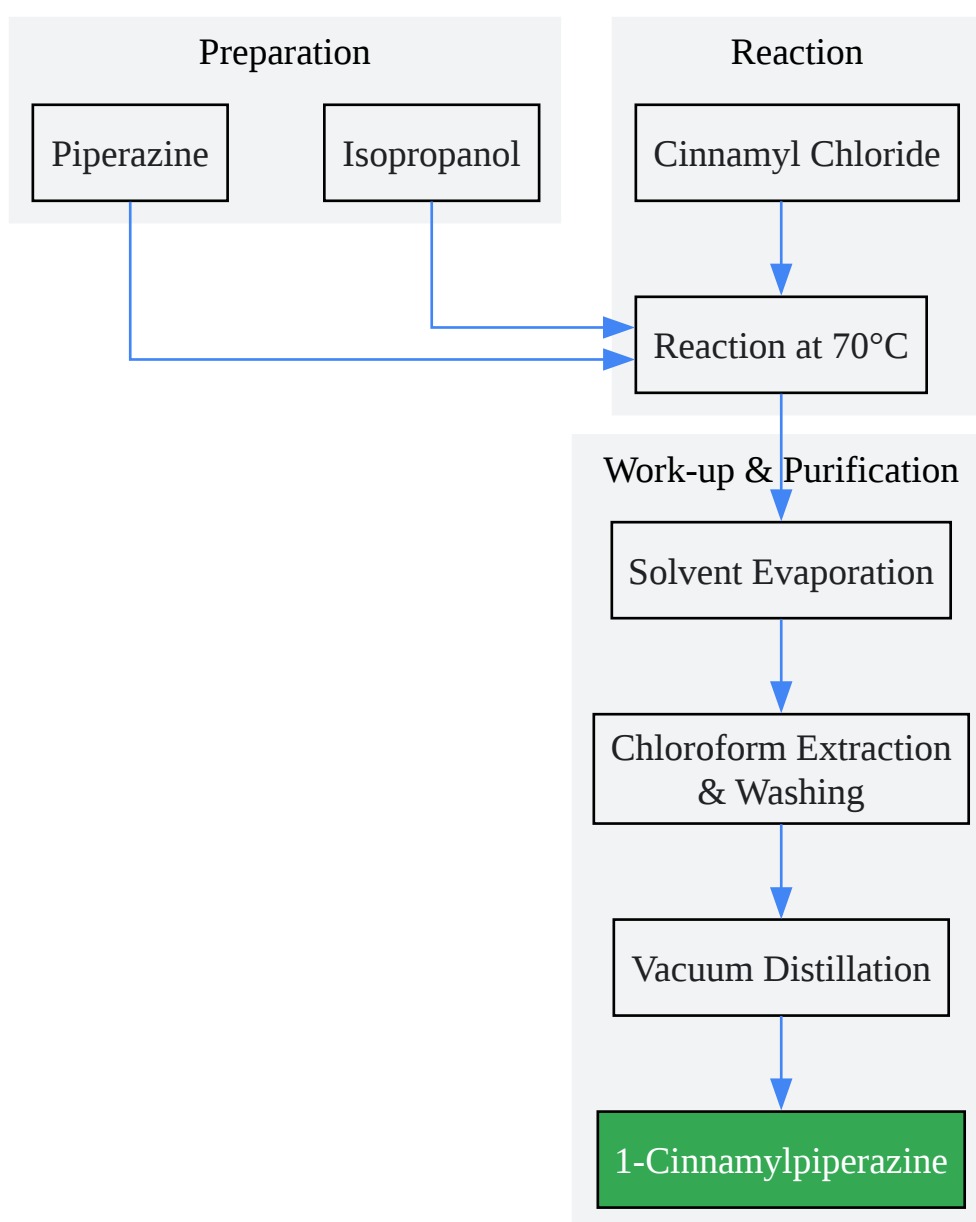 Preparation
Piperazine
Isopropanol
Reaction
Cinnamyl Chloride
Reaction at 70°C
Work-up & Purification
Solvent Evaporation
Chloroform Extraction
& Washing
Vacuum Distillation
1-Cinnamylpiperazine